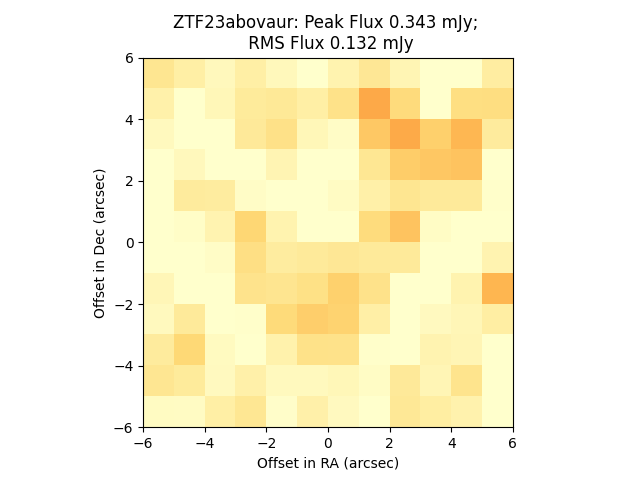 ZTF23abovaur: Peak Flux 0.343 mJy;
RMS Flux 0.132 mJy
6
4
2
0
−2
−4
−6
Offset in Dec (arcsec)
−6 −4 −2 0 2 4 6
Offset in RA (arcsec)